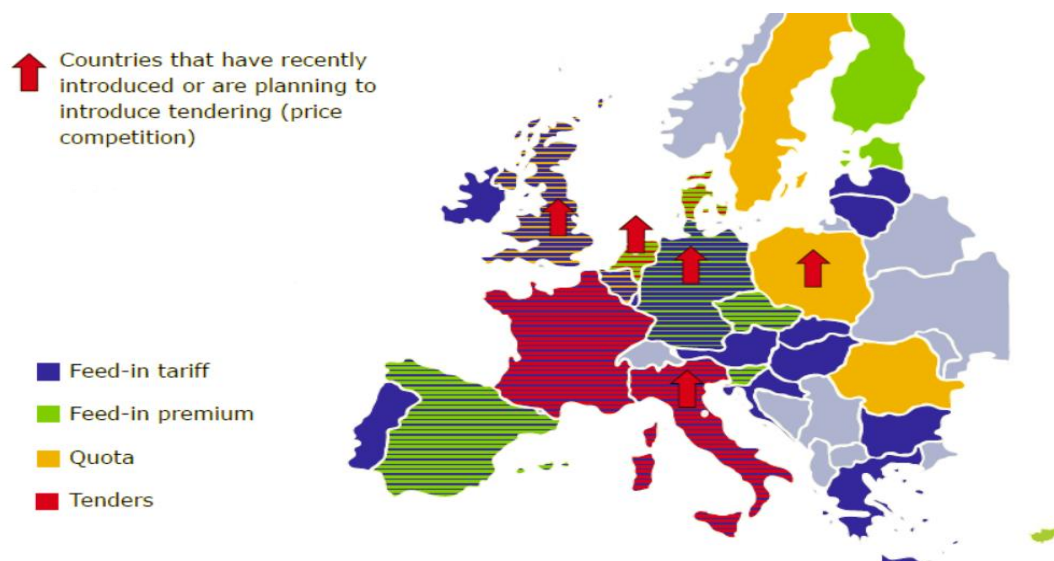 Countries that have recently
introduced or are planning to
introduce tendering (price
competition)
Feed-in tariff
Feed-in premium
Quota
Tenders